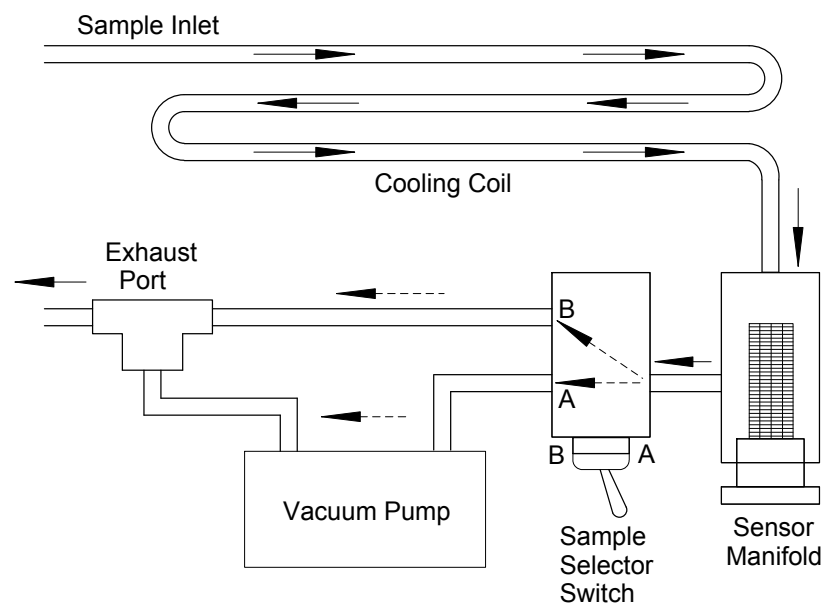 Sample Inlet
Cooling Coil
Exhaust
Port
B
A
B
A
Vacuum Pump
Sample
Selector
Switch
Sensor
Manifold